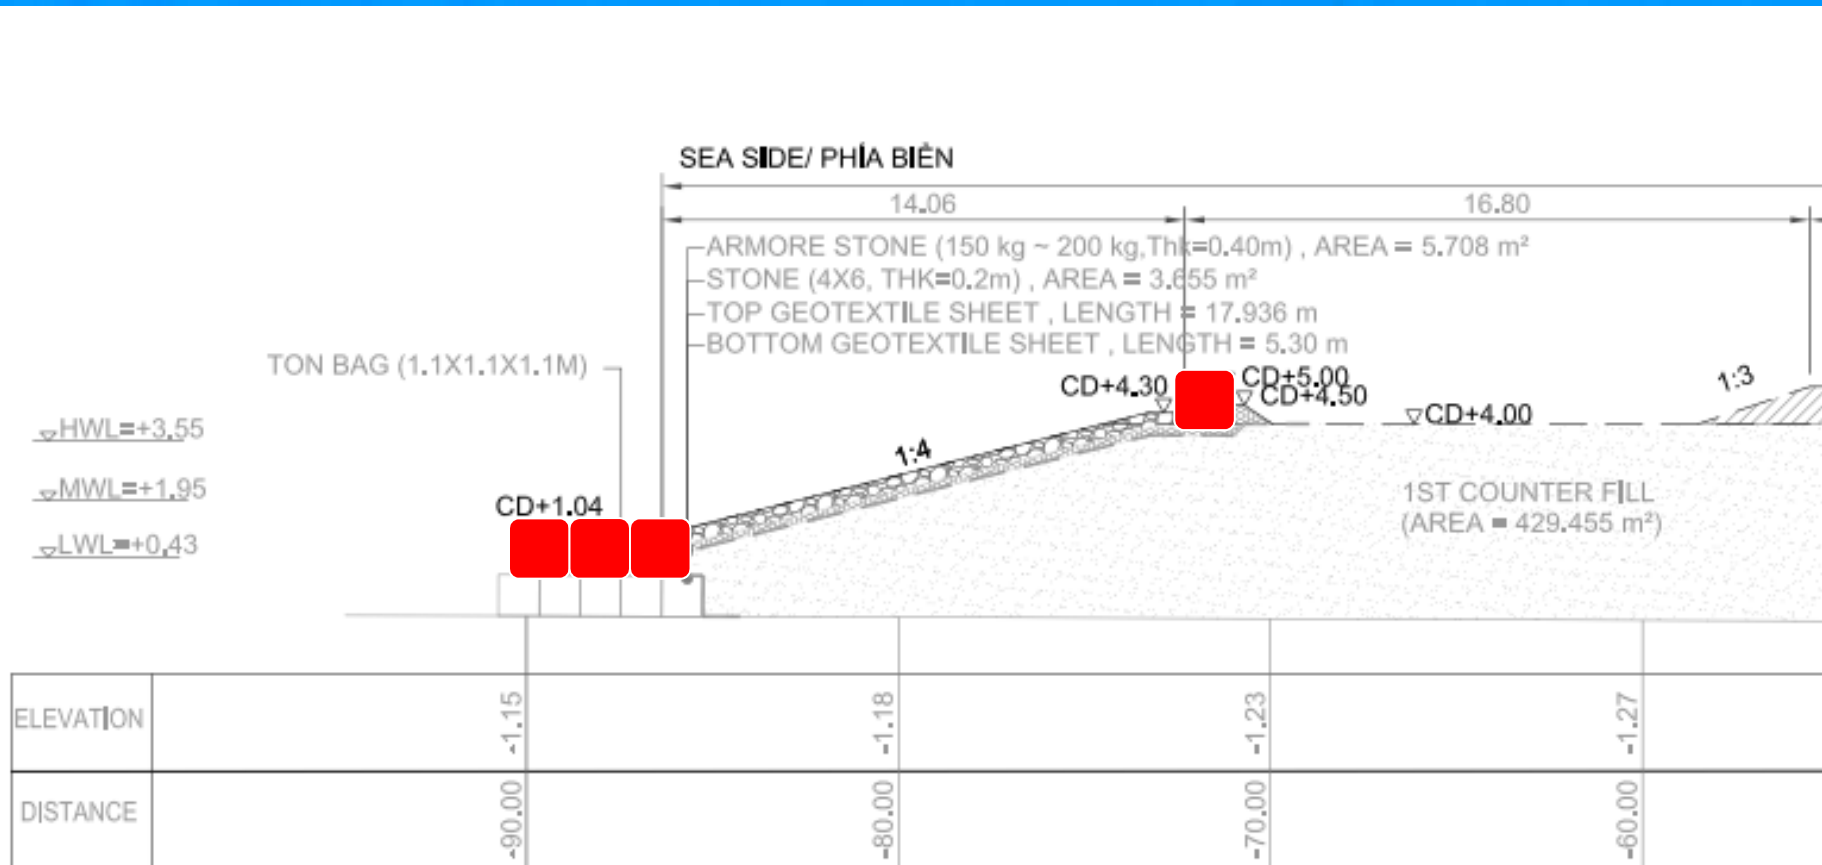 SEA SIDE/ PHÍA BIỂN
14.06
16.80
ARMORE STONE (150 kg ~ 200 kg,Thk=0.40m) , AREA = 5.708 m²
STONE (4X6, THK=0.2m) , AREA = 3.655 m²
TOP GEOTEXTILE SHEET , LENGTH = 17.936 m
BOTTOM GEOTEXTILE SHEET , LENGTH = 5.30 m
TON BAG (1.1X1.1X1.1M)
CD+4.30
CD+5.00
CD+4.50
1:3
CD+4.00
HWL=+3.55
1:4
MWL=+1.95
CD+1.04
LWL=+0.43
1ST COUNTER FILL
(AREA = 429.455 m²)
ELEVATION
-1.15
-1.18
-1.23
-1.27
DISTANCE
-90.00
-80.00
-70.00
-60.00